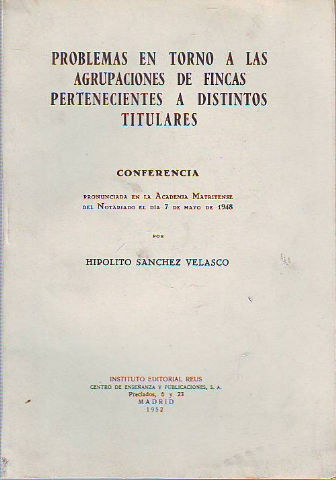 PROBLEMAS EN TORNO A LAS
AGRUPACIONES DE FINCAS
PERTENECIENTES A DISTINTOS
TITULARES
CONFERENCIA
PRONUNCIADA EN LA ACADEMIA MATRITENSE
DEL NOTARIADO EL DÍA 7 DE MAYO DE 1948
POR
HIPOLITO SANCHEZ VELASCO
INSTITUTO EDITORIAL REUS
CENTRO DE ENSEÑANZA Y PUBLICACIONES, S. A.
Preciados, 6 y 23
MADRID
1952